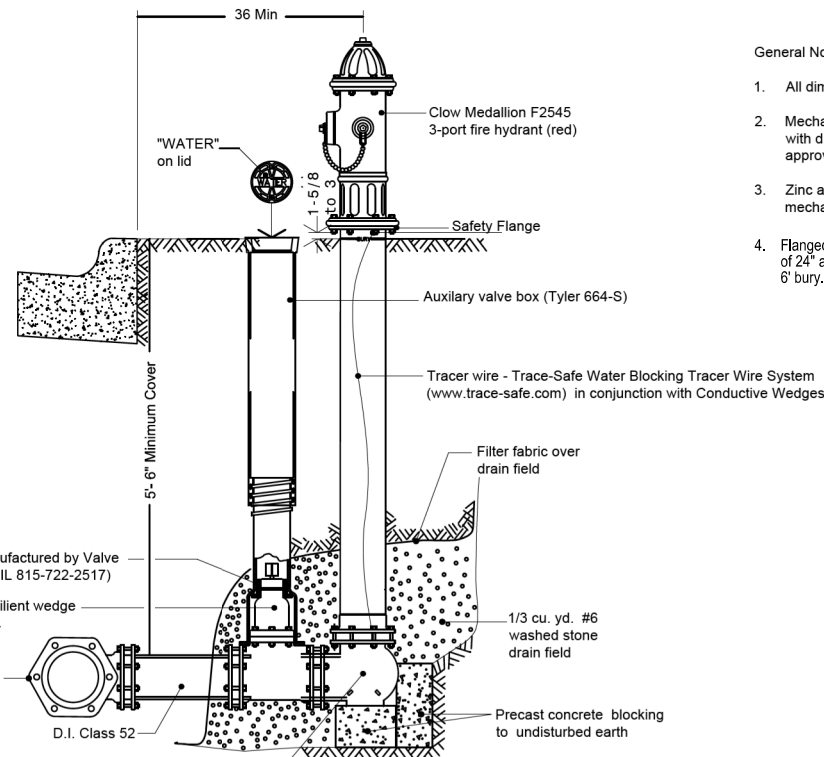 36 Min
General No
1. All dim
2. Mecha
with d
approv
3. Zinc a
mecha
4. Flanged
of 24" a
6' bury.
Clow Medallion F2545
3-port fire hydrant (red)
"WATER"
on lid
WATER
1-5/8
to 3
Safety Flange
BURY
Auxilary valve box (Tyler 664-S)
Tracer wire - Trace-Safe Water Blocking Tracer Wire System
(www.trace-safe.com) in conjunction with Conductive Wedges
5'- 6" Minimum Cover
Filter fabric over
drain field
ufactured by Valve
IL 815-722-2517)
ilient wedge
1/3 cu. yd. #6
washed stone
drain field
D.I. Class 52
Precast concrete blocking
to undisturbed earth